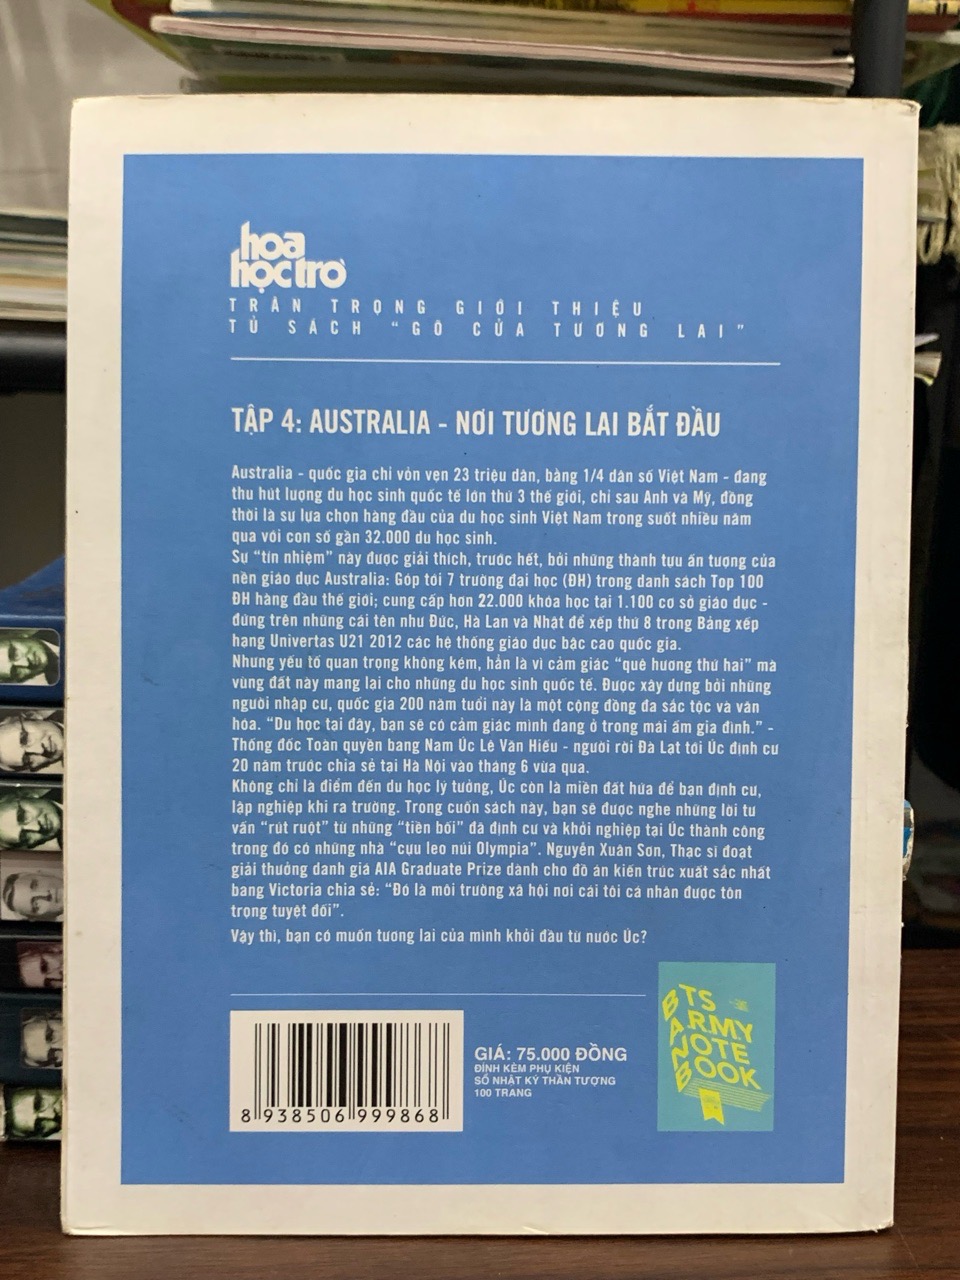 hoa
học trò
TRÂN TRỌNG GIỚI THIỆU
TỦ SÁCH “GÕ CỬA TƯƠNG LAI”
TẬP 4: AUSTRALIA - NƠI TƯƠNG LAI BẮT ĐẦU
Australia - quốc gia chỉ vỏn vẹn 23 triệu dân, bằng 1/4 dân số Việt Nam - đang
thu hút lượng du học sinh quốc tế lớn thứ 3 thế giới, chỉ sau Anh và Mỹ, đồng
thời là sự lựa chọn hàng đầu của du học sinh Việt Nam trong suốt nhiều năm
qua với con số gần 32.000 du học sinh.
Sự “tín nhiệm” này được giải thích, trước hết, bởi những thành tựu ấn tượng của
nền giáo dục Australia: Góp tới 7 trường đại học (ĐH) trong danh sách Top 100
ĐH hàng đầu thế giới; cung cấp hơn 22.000 khóa học tại 1.100 cơ sở giáo dục -
đứng trên những cái tên như Đức, Hà Lan và Nhật để xếp thứ 8 trong Bảng xếp
hạng Univertas U21 2012 các hệ thống giáo dục bậc cao quốc gia.
Nhưng yếu tố quan trọng không kém, hẳn là vì cảm giác “quê hương thứ hai” mà
vùng đất này mang lại cho những du học sinh quốc tế. Được xây dựng bởi những
người nhập cư, quốc gia 200 năm tuổi này là một cộng đồng đa sắc tộc và văn
hóa. “Du học tại đây, bạn sẽ có cảm giác mình đang ở trong mái ấm gia đình.” -
Thống đốc Toàn quyền bang Nam Úc Lê Văn Hiếu - người rời Đà Lạt tới Úc định cư
20 năm trước chia sẻ tại Hà Nội vào tháng 6 vừa qua.
Không chỉ là điểm đến du học lý tưởng, Úc còn là miền đất hứa để bạn định cư,
lập nghiệp khi ra trường. Trong cuốn sách này, bạn sẽ được nghe những lời tư
vấn “rút ruột” từ những “tiền bối” đã định cư và khởi nghiệp tại Úc thành công
trong đó có những nhà “cựu leo núi Olympia”. Nguyễn Xuân Sơn, Thạc sĩ đoạt
giải thưởng danh giá AIA Graduate Prize dành cho đồ án kiến trúc xuất sắc nhất
bang Victoria chia sẻ: “Đó là môi trường xã hội nơi cái tôi cá nhân được tôn
trọng tuyệt đối”.
Vậy thì, bạn có muốn tương lai của mình khởi đầu từ nước Úc?
8 938506 999868
GIÁ: 75.000 ĐỒNG
ĐÍNH KÈM PHỤ KIỆN
SỔ NHẬT KÝ THẦN TƯỢNG
100 TRANG
BTS
ARMY
NOTE
BOOK